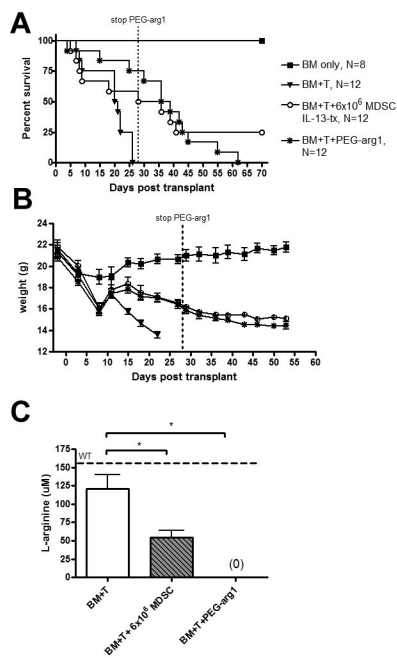 A
stop PEG-arg1
Percent survival
100
75
50
25
0
0 5 10 15 20 25 30 35 40 45 50 55 60 65 70
Days post transplant
BM only, N=8
BM+T, N=12
BM+T+6x10⁶ MDSC
IL-13-tx, N=12
BM+T+PEG-arg1,
N=12
B
stop PEG-arg1
weight (g)
22
20
18
16
14
12
0 5 10 15 20 25 30 35 40 45 50 55 60
Days post transplant
C
*
*
WT
L-arginine (uM)
175
150
125
100
75
50
25
0
(0)
BM+T
BM+T+ 6x10⁶ MDSC
BM+T+PEG-arg1